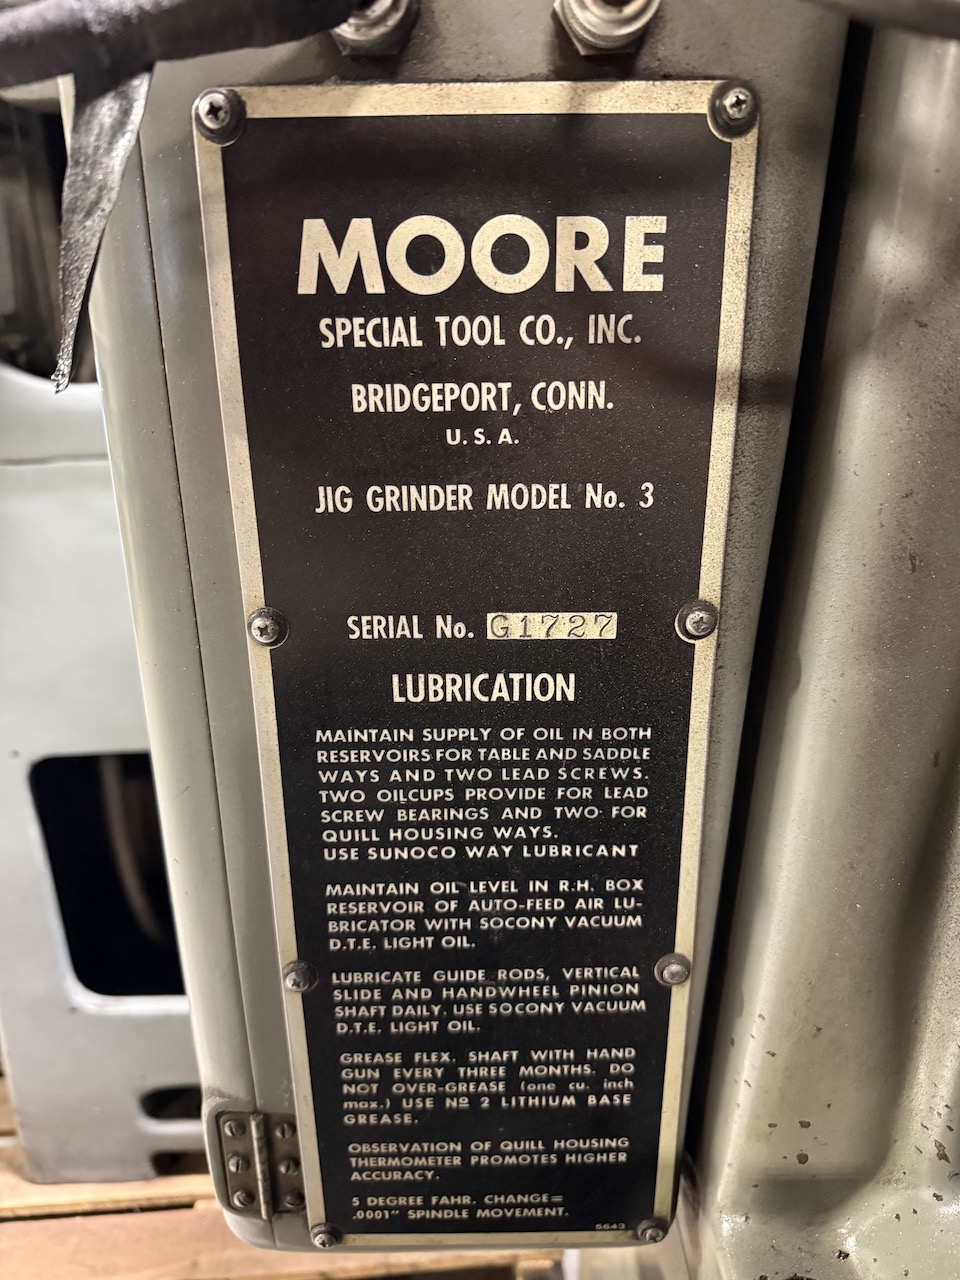 MOORE
SPECIAL TOOL CO., INC.
BRIDGEPORT, CONN.
U. S. A.
JIG GRINDER MODEL No. 3
SERIAL No. G1727
LUBRICATION
MAINTAIN SUPPLY OF OIL IN BOTH
RESERVOIRS FOR TABLE AND SADDLE
WAYS AND TWO LEAD SCREWS.
TWO OILCUPS PROVIDE FOR LEAD
SCREW BEARINGS AND TWO FOR
QUILL HOUSING WAYS.
USE SUNOCO WAY LUBRICANT
MAINTAIN OIL LEVEL IN R.H. BOX
RESERVOIR OF AUTO-FEED AIR LU-
BRICATOR WITH SOCONY VACUUM
D.T.E. LIGHT OIL.
LUBRICATE GUIDE RODS, VERTICAL
SLIDE AND HANDWHEEL PINION
SHAFT DAILY. USE SOCONY VACUUM
D.T.E. LIGHT OIL.
GREASE FLEX. SHAFT WITH HAND
GUN EVERY THREE MONTHS. DO
NOT OVER-GREASE (one cu. inch
max.) USE Nº 2 LITHIUM BASE
GREASE.
OBSERVATION OF QUILL HOUSING
THERMOMETER PROMOTES HIGHER
ACCURACY.
5 DEGREE FAHR. CHANGE=
.0001" SPINDLE MOVEMENT.
5643